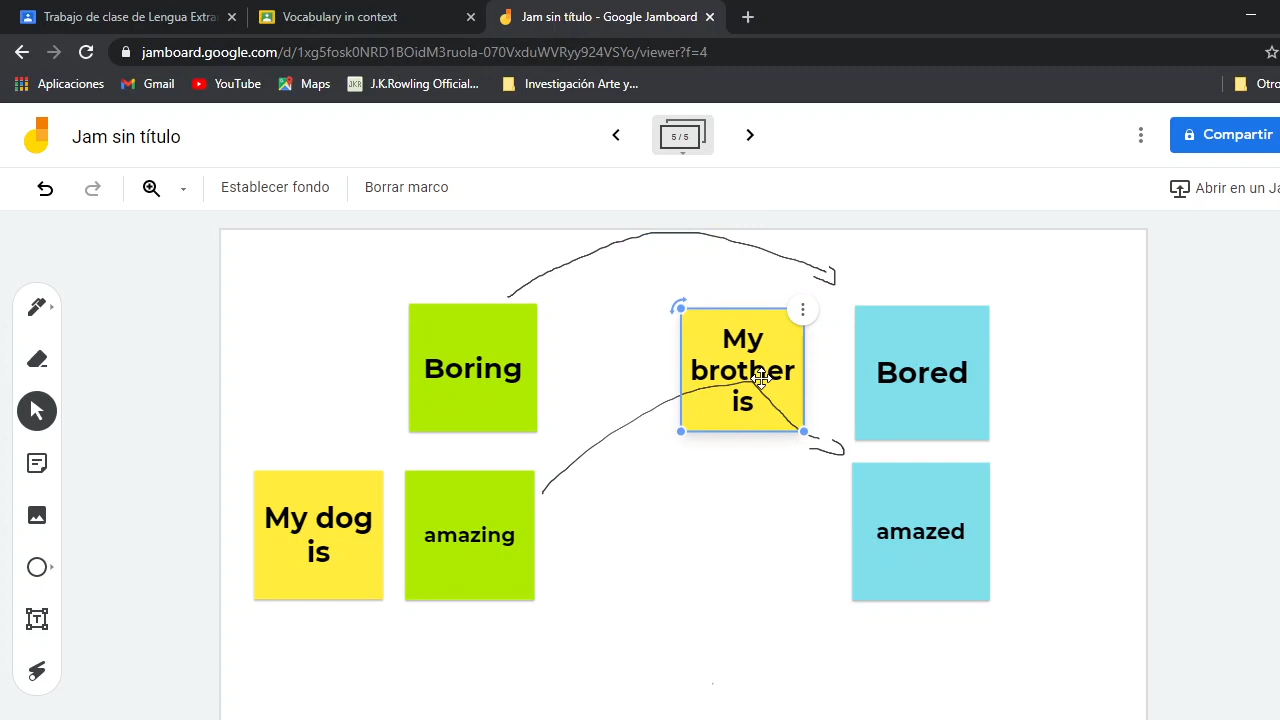 Trabajo de clase de Lengua Extra
Vocabulary in context
Jam sin título - Google Jamboard
jamboard.google.com/d/1xg5fosk0NRD1BOidM3ruola-070VxduWVRyy924VSYo/viewer?f=4
Aplicaciones
Gmail
YouTube
Maps
JKR
J.K.Rowling Official...
Investigación Arte y...
Otro
Jam sin título
5 / 5
Compartir
Establecer fondo
Borrar marco
Abrir en un Ja
Boring
My
brother
is
Bored
My dog
is
amazing
amazed